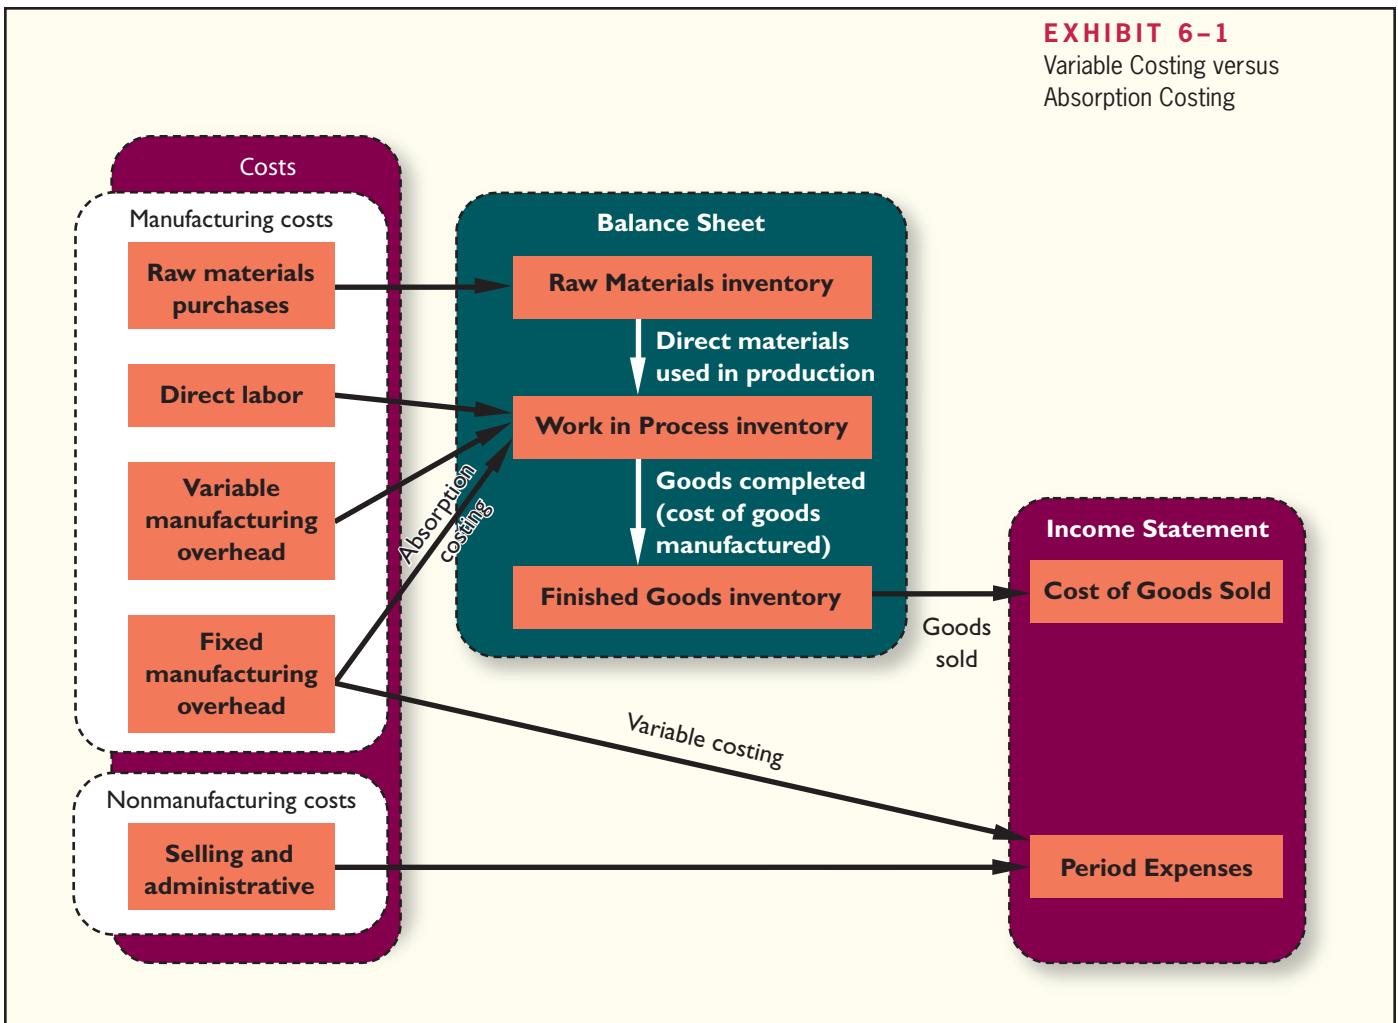 EXHIBIT 6–1
Variable Costing versus
Absorption Costing
Costs
Manufacturing costs
Raw materials
purchases
Direct labor
Variable
manufacturing
overhead
Fixed
manufacturing
overhead
Nonmanufacturing costs
Selling and
administrative
Absorption
costing
Variable costing
Balance Sheet
Raw Materials inventory
Direct materials
used in production
Work in Process inventory
Goods completed
(cost of goods
manufactured)
Finished Goods inventory
Goods
sold
Income Statement
Cost of Goods Sold
Period Expenses